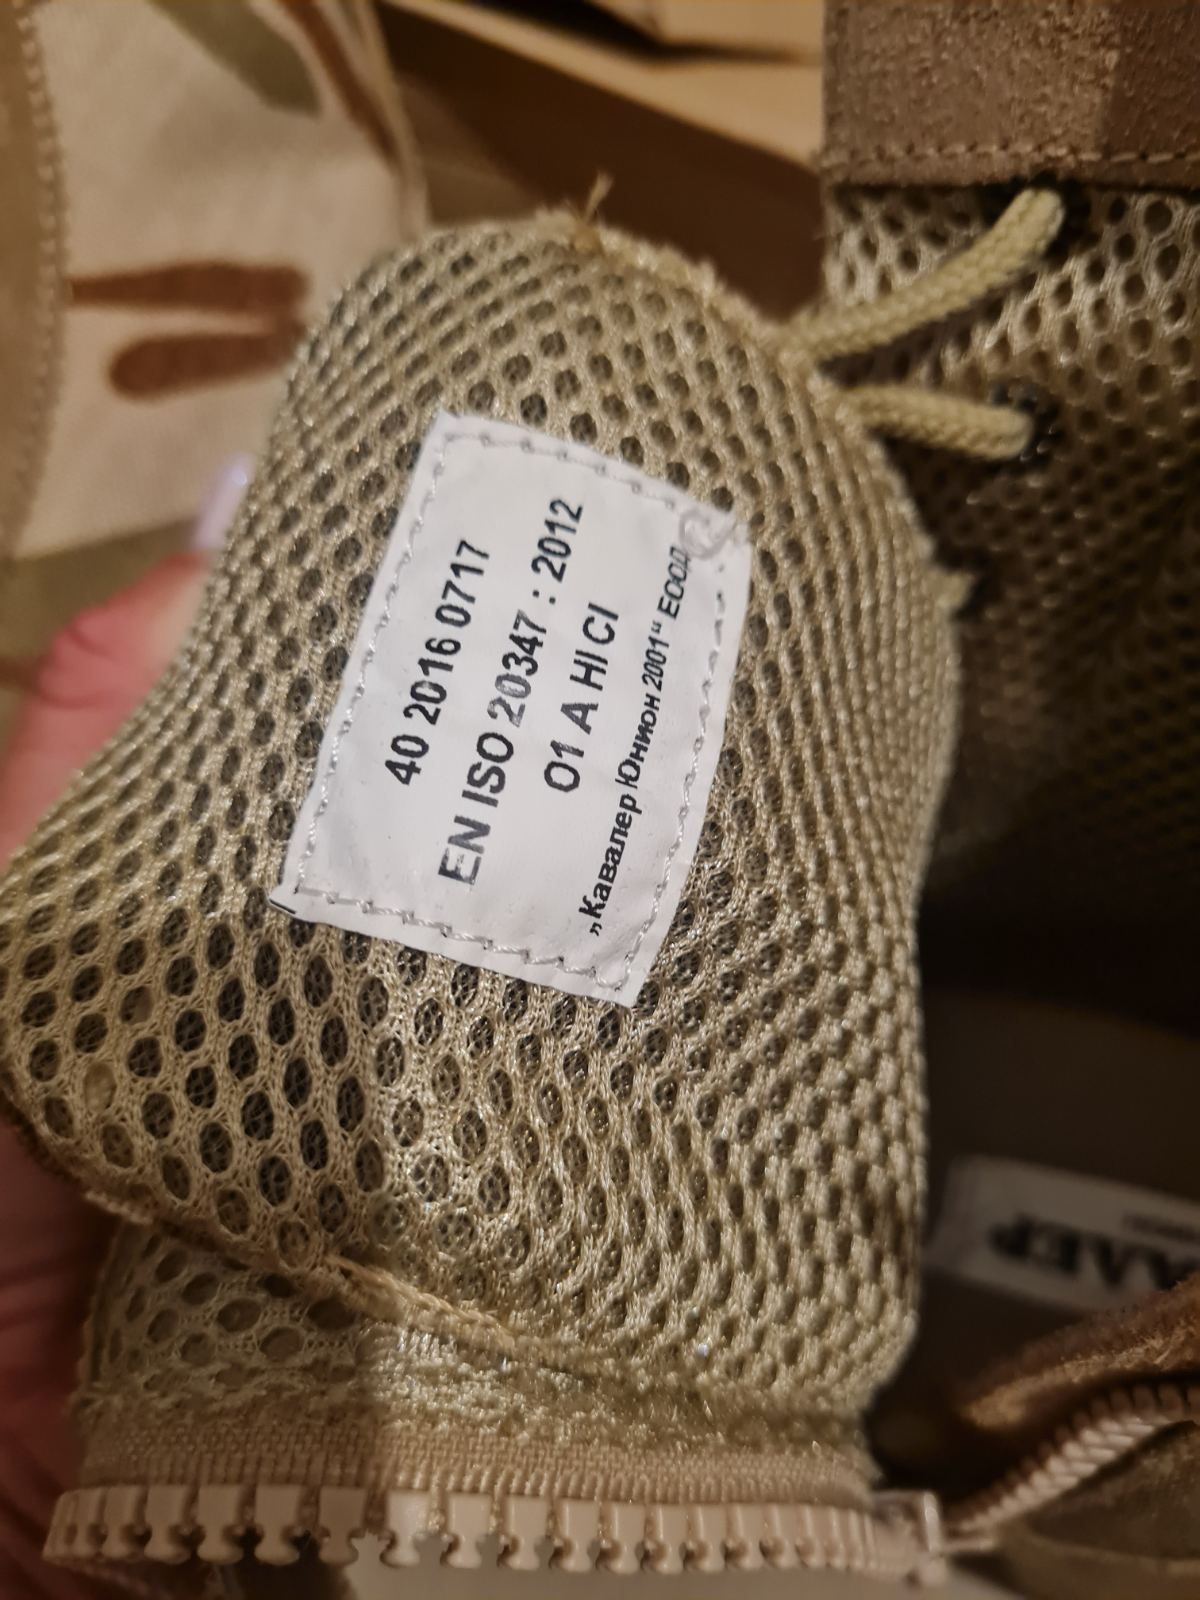 40 2016 0717
EN ISO 20347 : 2012
O1 A HI CI
„Кавалер Юнион 2001“ ЕООД